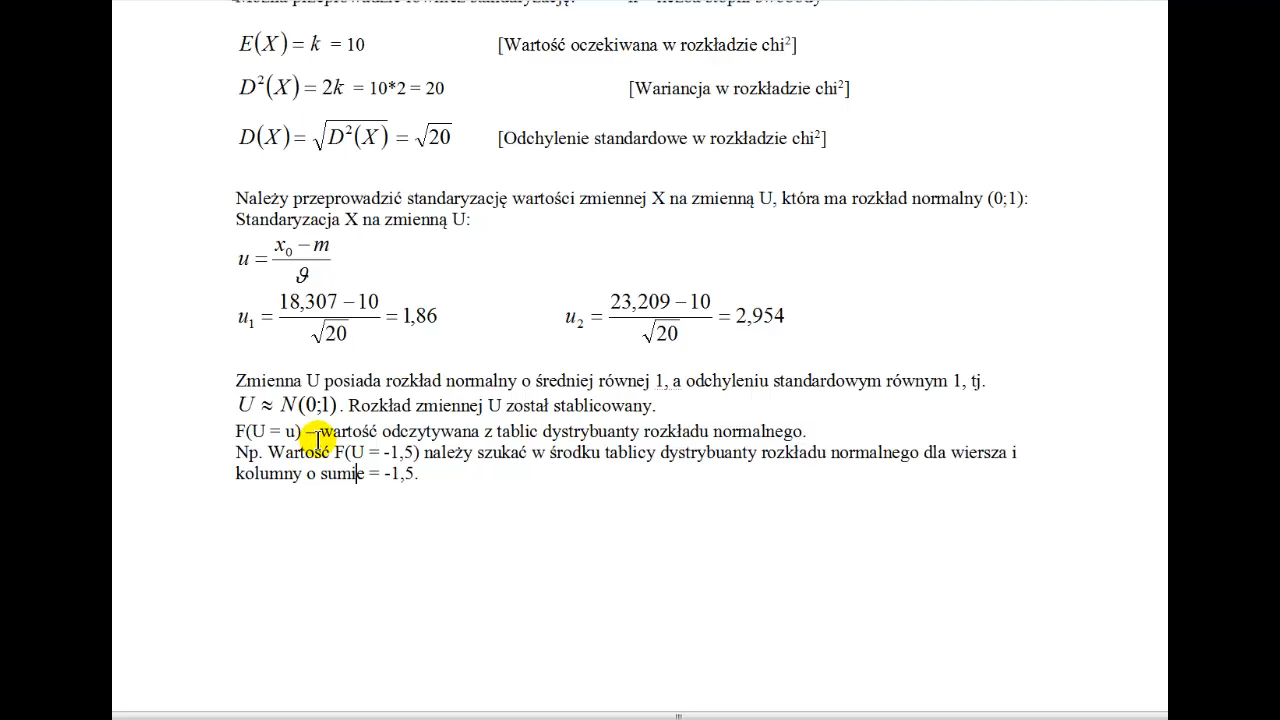 E(X) = k = 10 [Wartość oczekiwana w rozkładzie chi²]
D²(X) = 2k = 10*2 = 20 [Wariancja w rozkładzie chi²]
D(X) = √D²(X) = √20 [Odchylenie standardowe w rozkładzie chi²]
Należy przeprowadzić standaryzację wartości zmiennej X na zmienną U, która ma rozkład normalny (0;1):
Standaryzacja X na zmienną U:
u = (x₀ − m) / ϑ
u₁ = (18,307 − 10) / √20 = 1,86 u₂ = (23,209 − 10) / √20 = 2,954
Zmienna U posiada rozkład normalny o średniej równej 1, a odchyleniu standardowym równym 1, tj.
U ≈ N(0;1). Rozkład zmiennej U został stablicowany.
F(U = u) – wartość odczytywana z tablic dystrybuanty rozkładu normalnego.
Np. Wartość F(U = -1,5) należy szukać w środku tablicy dystrybuanty rozkładu normalnego dla wiersza i
kolumny o sumie = -1,5.